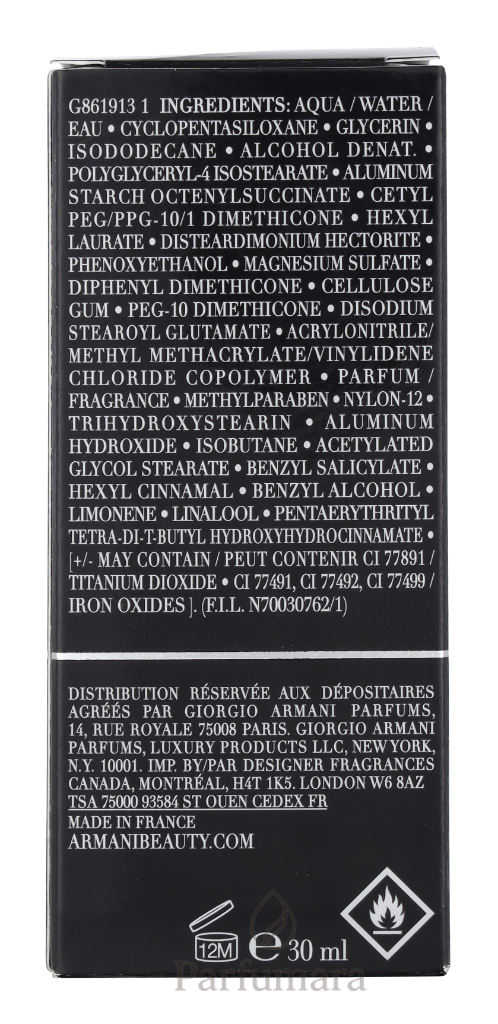 G861913 1 INGREDIENTS: AQUA / WATER /
EAU • CYCLOPENTASILOXANE • GLYCERIN •
ISODODECANE • ALCOHOL DENAT. •
POLYGLYCERYL-4 ISOSTEARATE • ALUMINUM
STARCH OCTENYLSUCCINATE • CETYL
PEG/PPG-10/1 DIMETHICONE • HEXYL
LAURATE • DISTEARDIMONIUM HECTORITE •
PHENOXYETHANOL • MAGNESIUM SULFATE •
DIPHENYL DIMETHICONE • CELLULOSE
GUM • PEG-10 DIMETHICONE • DISODIUM
STEAROYL GLUTAMATE • ACRYLONITRILE/
METHYL METHACRYLATE/VINYLIDENE
CHLORIDE COPOLYMER • PARFUM /
FRAGRANCE • METHYLPARABEN • NYLON-12 •
TRIHYDROXYSTEARIN • ALUMINUM
HYDROXIDE • ISOBUTANE • ACETYLATED
GLYCOL STEARATE • BENZYL SALICYLATE •
HEXYL CINNAMAL • BENZYL ALCOHOL •
LIMONENE • LINALOOL • PENTAERYTHRITYL
TETRA-DI-T-BUTYL HYDROXYHYDROCINNAMATE •
[+/- MAY CONTAIN / PEUT CONTENIR CI 77891 /
TITANIUM DIOXIDE • CI 77491, CI 77492, CI 77499 /
IRON OXIDES ]. (F.I.L. N70030762/1)
DISTRIBUTION RÉSERVÉE AUX DÉPOSITAIRES
AGRÉÉS PAR GIORGIO ARMANI PARFUMS,
14, RUE ROYALE 75008 PARIS. GIORGIO ARMANI
PARFUMS, LUXURY PRODUCTS LLC, NEW YORK,
N.Y. 10001. IMP. BY/PAR DESIGNER FRAGRANCES
CANADA, MONTRÉAL, H4T 1K5. LONDON W6 8AZ
TSA 75000 93584 ST OUEN CEDEX FR
MADE IN FRANCE
ARMANIBEAUTY.COM
12M ℮ 30 ml
Parfumara